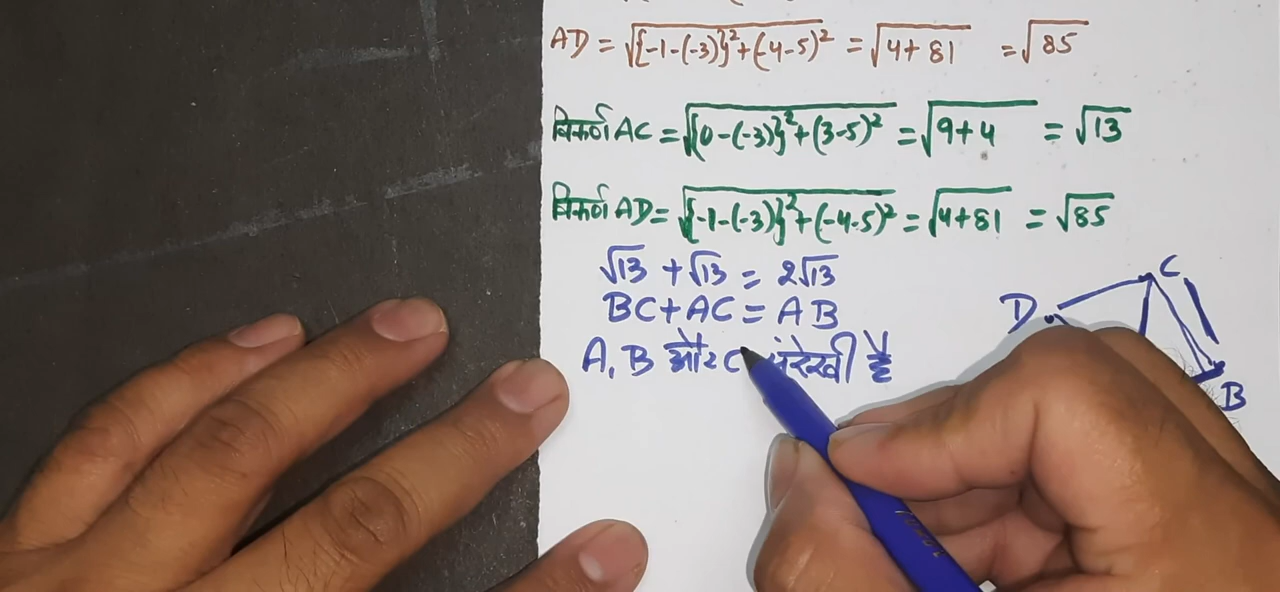 AD = √{-1-(-3)}²+(-4-5)² = √4+81 = √85
विकर्ण AC = √{0-(-3)}²+(3-5)² = √9+4 = √13
विकर्ण AD = √{-1-(-3)}²+(-4-5)² = √4+81 = √85
√13 + √13 = 2√13
BC + AC = AB
A, B और C संरेखी हैं
C
D
B